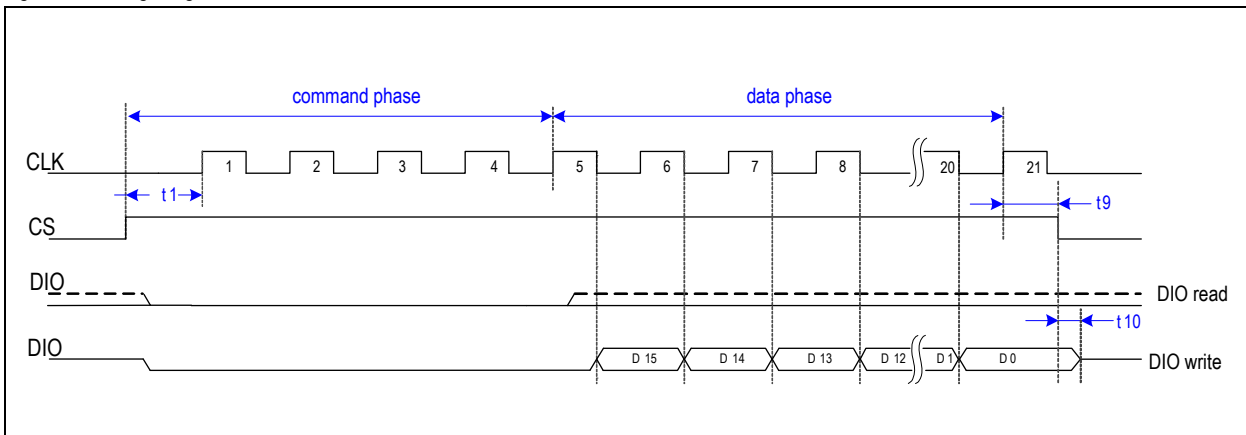 command phase data phase
CLK 1 2 3 4 5 6 7 8 20 21
t1 t9
CS
DIO
DIO read
t10
DIO D 15 D 14 D 13 D 12 D 1 D 0 DIO write